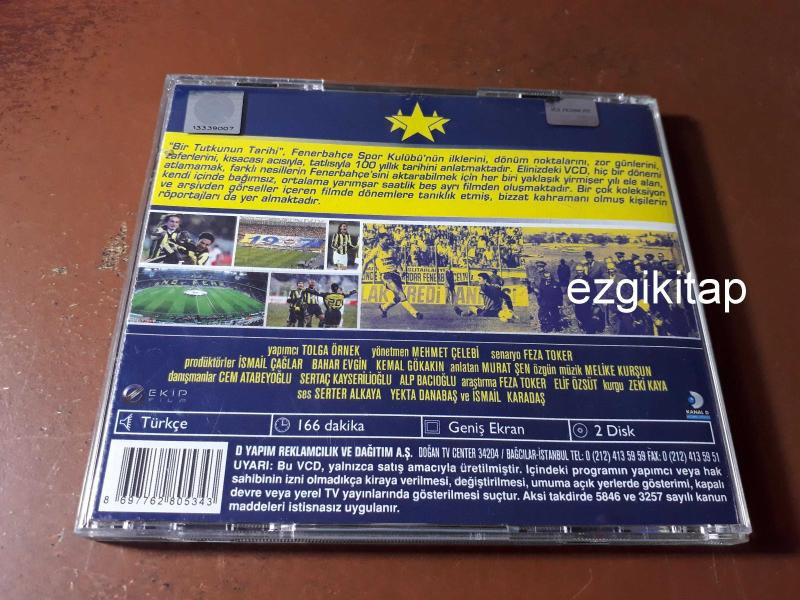 13339007
"Bir Tutkunun Tarihi", Fenerbahçe Spor Kulübü'nün ilklerini, dönüm noktalarını, zor günlerini,
zaferlerini, kısacası acısıyla, tatlısıyla 100 yıllık tarihini anlatmaktadır. Elinizdeki VCD, hiç bir dönemi
atlamamak, farklı nesillerin Fenerbahçe'sini aktarabilmek için her biri yaklaşık yirmişer yılı ele alan,
kendi içinde bağımsız, ortalama yarımşar saatlik beş ayrı filmden oluşmaktadır. Bir çok koleksiyon
ve arşivden görseller içeren filmde dönemlere tanıklık etmiş, bizzat kahramanı olmuş kişilerin
röportajları da yer almaktadır.
1907
ezgikitap
yapımcı TOLGA ÖRNEK yönetmen MEHMET ÇELEBİ senaryo FEZA TOKER
prodüktörler İSMAİL ÇAĞLAR BAHAR EVGİN KEMAL GÖKAKIN anlatan MURAT ŞEN özgün müzik MELİKE KURŞUN
danışmanlar CEM ATABEYOĞLU SERTAÇ KAYSERİLİOĞLU ALP BACIOĞLU araştırma FEZA TOKER ELİF ÖZSÜT kurgu ZEKİ KAYA
ses SERTER ALKAYA YEKTA DANABAŞ ve İSMAİL KARADAŞ
EKİP
FİLM
KANAL D
Türkçe
166 dakika
Geniş Ekran
2 Disk
D YAPIM REKLAMCILIK VE DAĞITIM A.Ş. DOĞAN TV CENTER 34204 / BAĞCILAR-İSTANBUL TEL: 0 (212) 413 59 59 FAX: 0 (212) 413 59 51
UYARI: Bu VCD, yalnızca satış amacıyla üretilmiştir. İçindeki programın yapımcı veya hak
sahibinin izni olmadıkça kiraya verilmesi, değiştirilmesi, umuma açık yerlerde gösterimi, kapalı
devre veya yerel TV yayınlarında gösterilmesi suçtur. Aksi takdirde 5846 ve 3257 sayılı kanun
maddeleri istisnasız uygulanır.
8 697762 805343